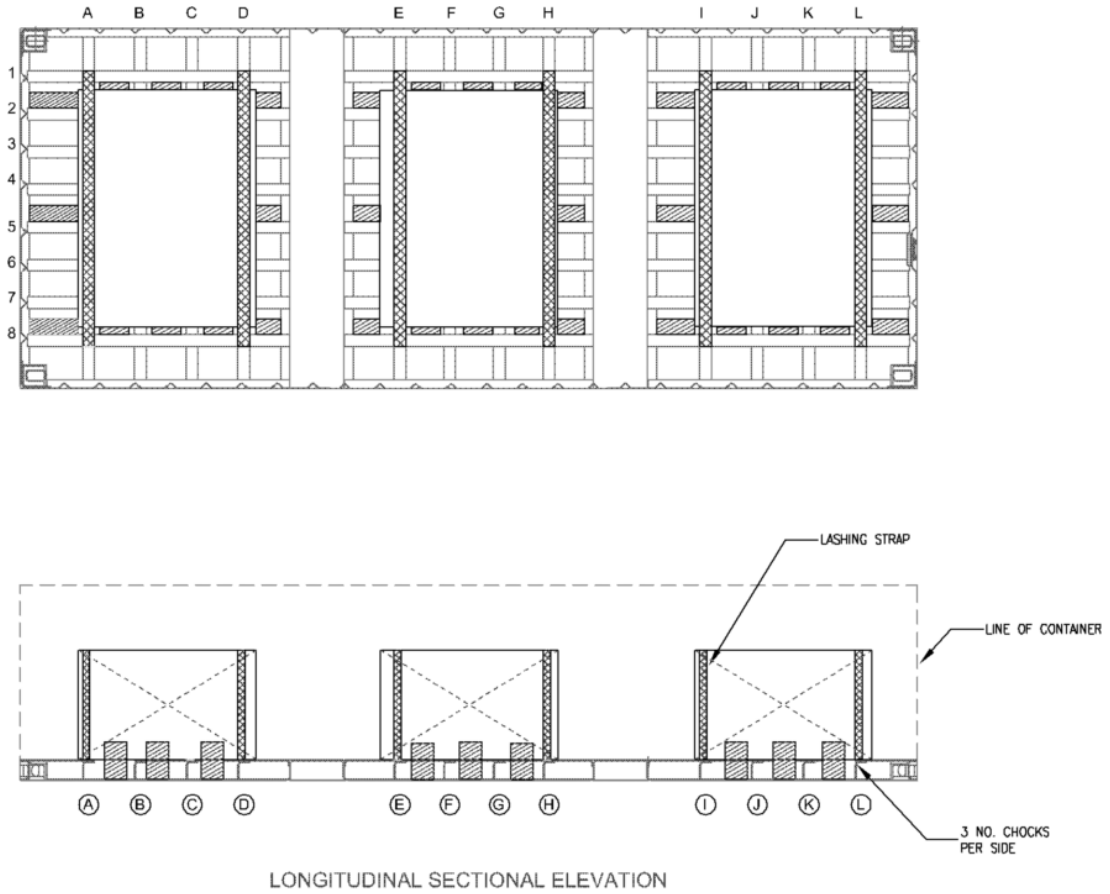 A B C D E F G H I J K L
1
2
3
4
5
6
7
8
LASHING STRAP
LINE OF CONTAINER
A B C D E F G H I J K L
3 NO. CHOCKS
PER SIDE
LONGITUDINAL SECTIONAL ELEVATION